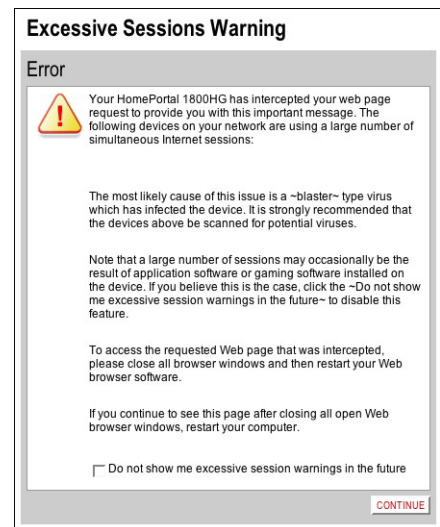 Excessive Sessions Warning
Error
Your HomePortal 1800HG has intercepted your web page
request to provide you with this important message. The
following devices on your network are using a large number of
simultaneous Internet sessions:
The most likely cause of this issue is a ~blaster~ type virus
which has infected the device. It is strongly recommended that
the devices above be scanned for potential viruses.
Note that a large number of sessions may occasionally be the
result of application software or gaming software installed on
the device. If you believe this is the case, click the ~Do not show
me excessive session warnings in the future~ to disable this
feature.
To access the requested Web page that was intercepted,
please close all browser windows and then restart your Web
browser software.
If you continue to see this page after closing all open Web
browser windows, restart your computer.
Do not show me excessive session warnings in the future
CONTINUE